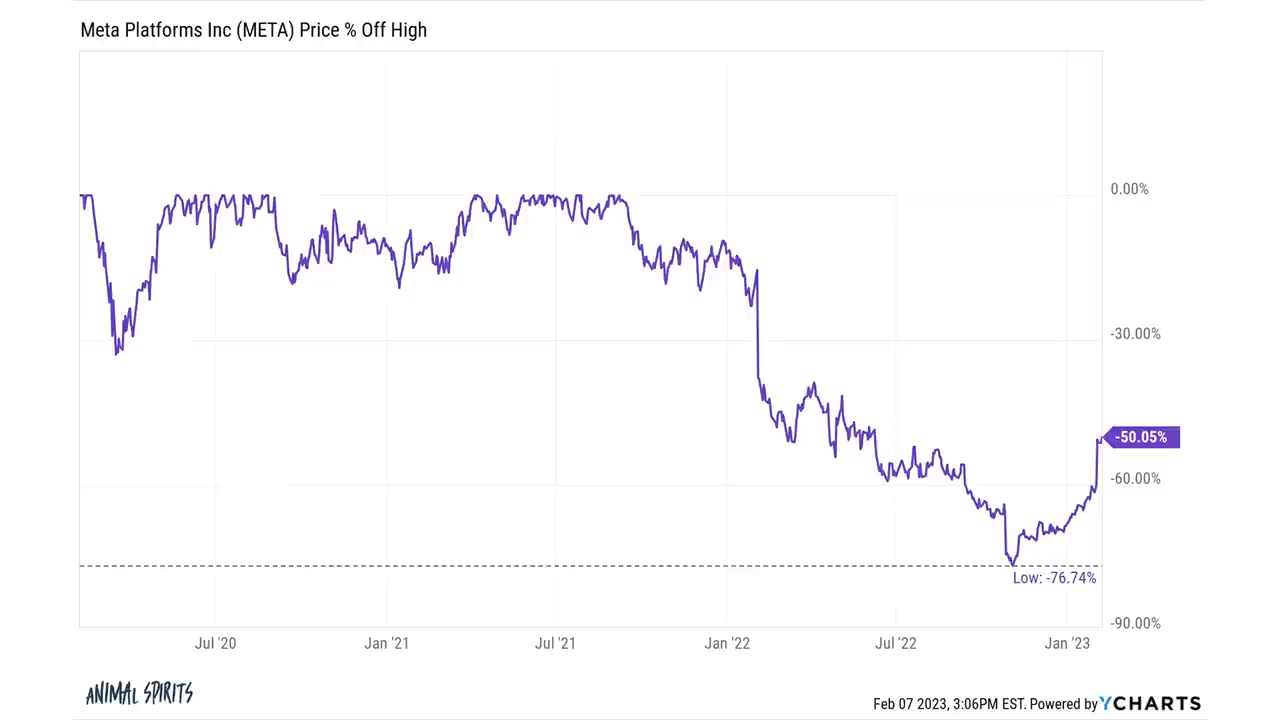 Meta Platforms Inc (META) Price % Off High
0.00%
-30.00%
-50.05%
-60.00%
Low: -76.74%
-90.00%
Jul '20
Jan '21
Jul '21
Jan '22
Jul '22
Jan '23
ANIMAL SPIRITS
Feb 07 2023, 3:06PM EST. Powered by YCHARTS